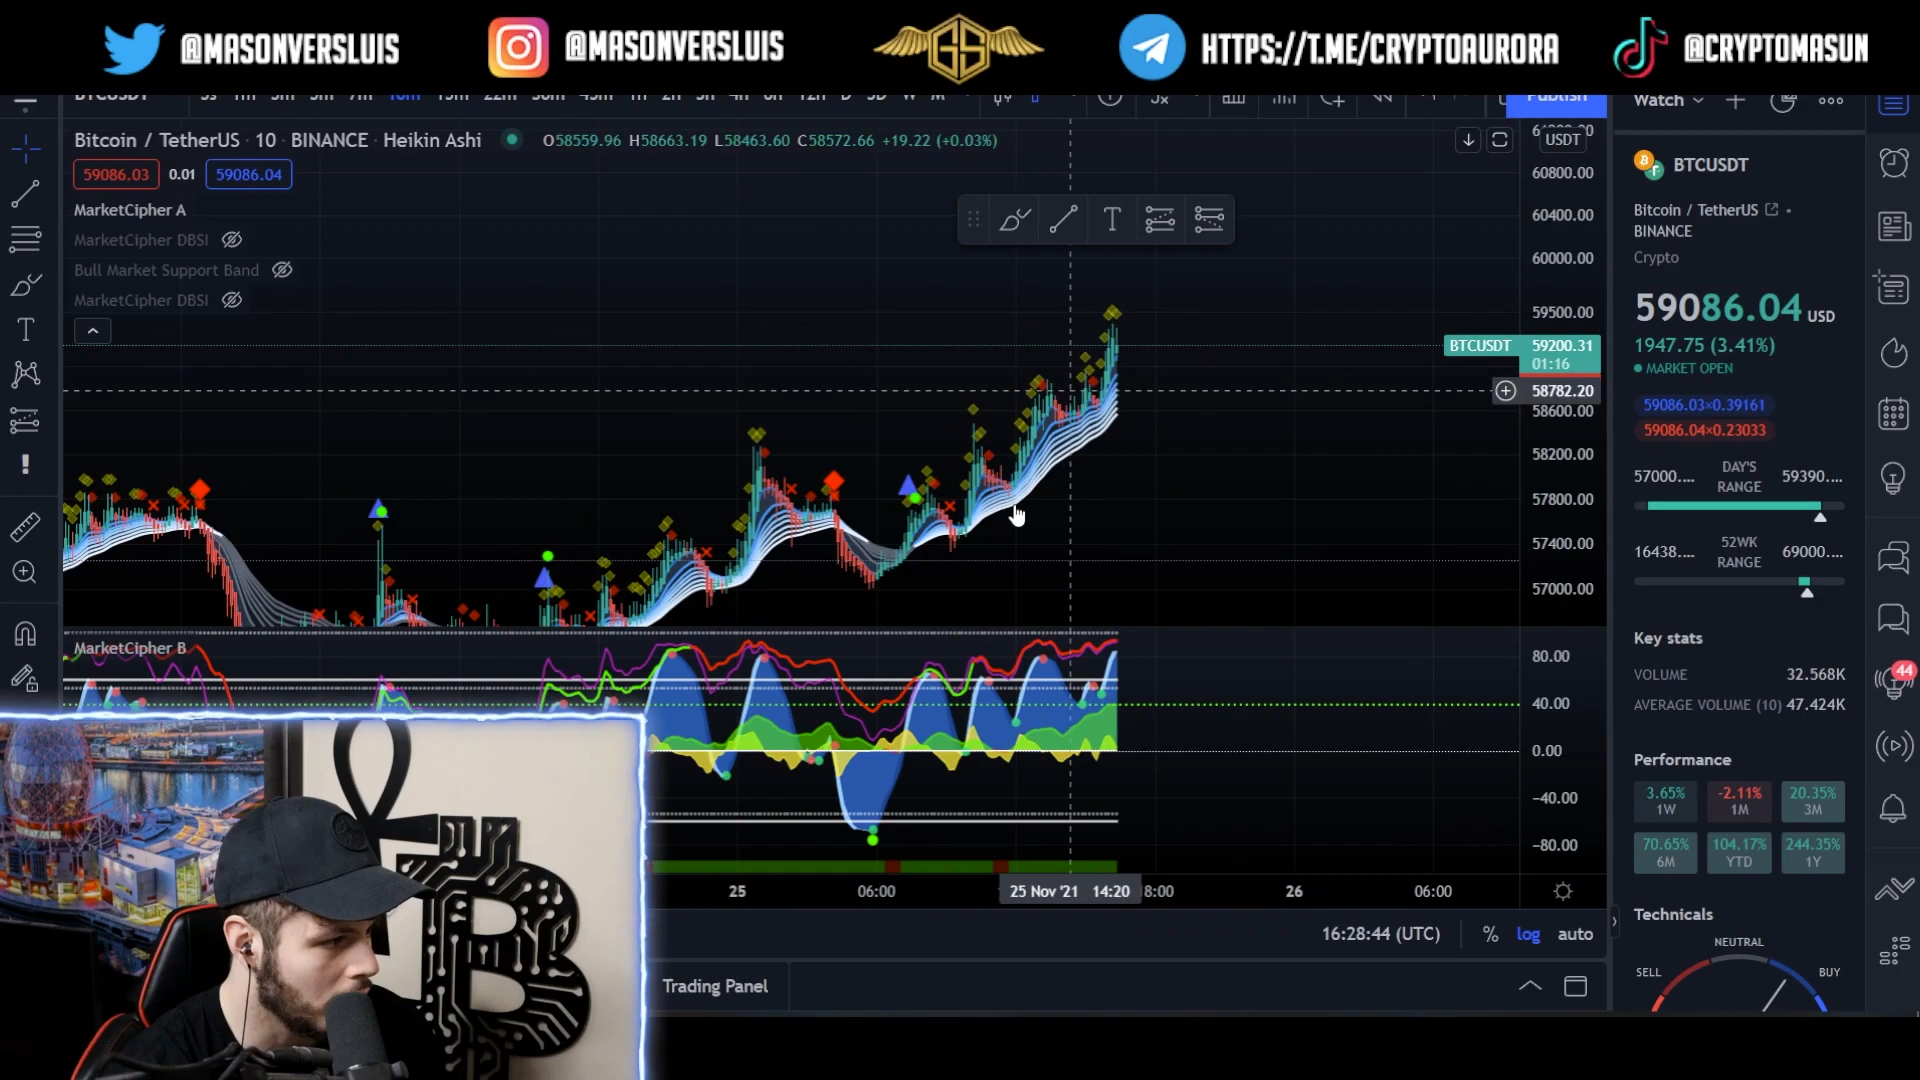 @MASONVERSLUIS
@MASONVERSLUIS
GS
HTTPS://T.ME/CRYPTOAURORA
@CRYPTOMASUN
BTCUSDT
Publish
Watch
Bitcoin / TetherUS · 10 · BINANCE · Heikin Ashi
O58559.96 H58663.19 L58463.60 C58572.66 +19.22 (+0.03%)
59086.03 0.01 59086.04
MarketCipher A
MarketCipher DBSI
Bull Market Support Band
MarketCipher DBSI
USDT
60800.00
60400.00
60000.00
59500.00
BTCUSDT 59200.31
01:16
58782.20
58600.00
58200.00
57800.00
57400.00
57000.00
MarketCipher B
80.00
40.00
0.00
−40.00
−80.00
25
06:00
25 Nov '21 14:20
8:00
26
06:00
16:28:44 (UTC)
% log auto
Trading Panel
BTCUSDT
Bitcoin / TetherUS
BINANCE
Crypto
59086.04 USD
1947.75 (3.41%)
MARKET OPEN
59086.03×0.39161
59086.04×0.23033
57000.... DAY'S RANGE 59390....
16438.... 52WK RANGE 69000....
44
Key stats
VOLUME 32.568K
AVERAGE VOLUME (10) 47.424K
Performance
3.65% 1W
-2.11% 1M
20.35% 3M
70.65% 6M
104.17% YTD
244.35% 1Y
Technicals
NEUTRAL
SELL
BUY